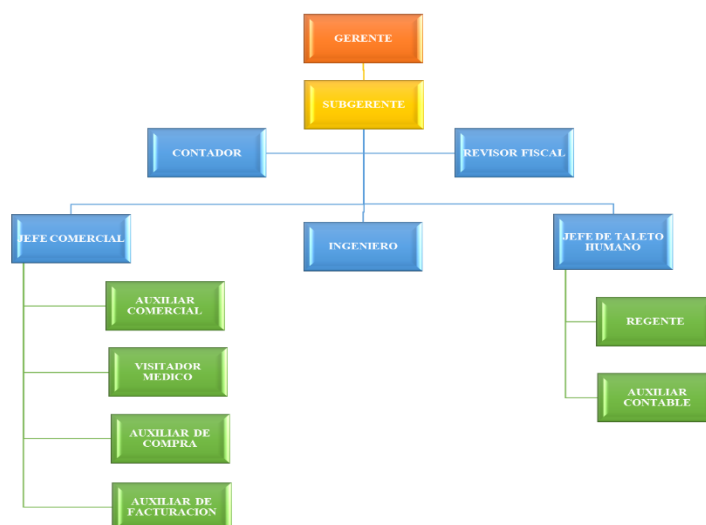 GERENTE
SUBGERENTE
CONTADOR
REVISOR FISCAL
JEFE COMERCIAL
INGENIERO
JEFE DE TALETO
HUMANO
AUXILIAR
COMERCIAL
VISITADOR
MEDICO
AUXILIAR DE
COMPRA
AUXILIAR DE
FACTURACION
REGENTE
AUXILIAR
CONTABLE